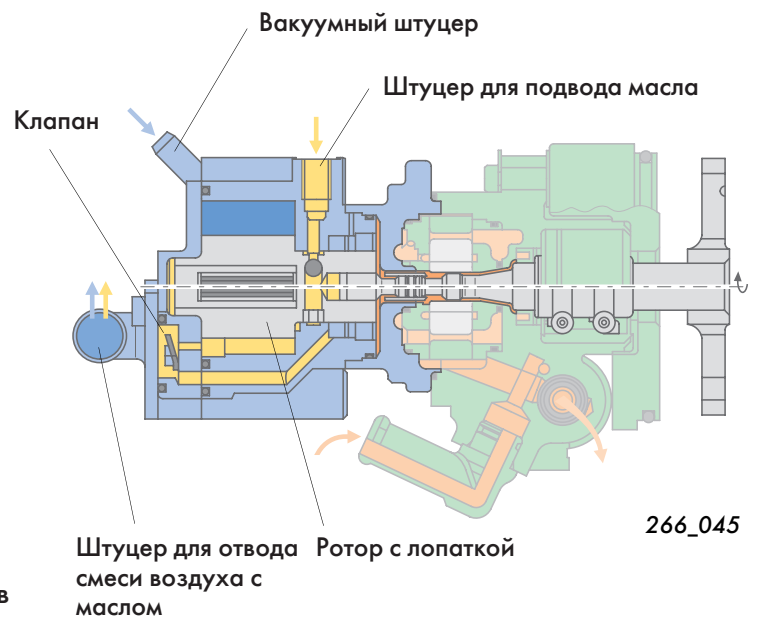 Вакуумный штуцер
Штуцер для подвода масла
Клапан
266_045
Штуцер для отвода
смеси воздуха с
маслом
Ротор с лопаткой
в